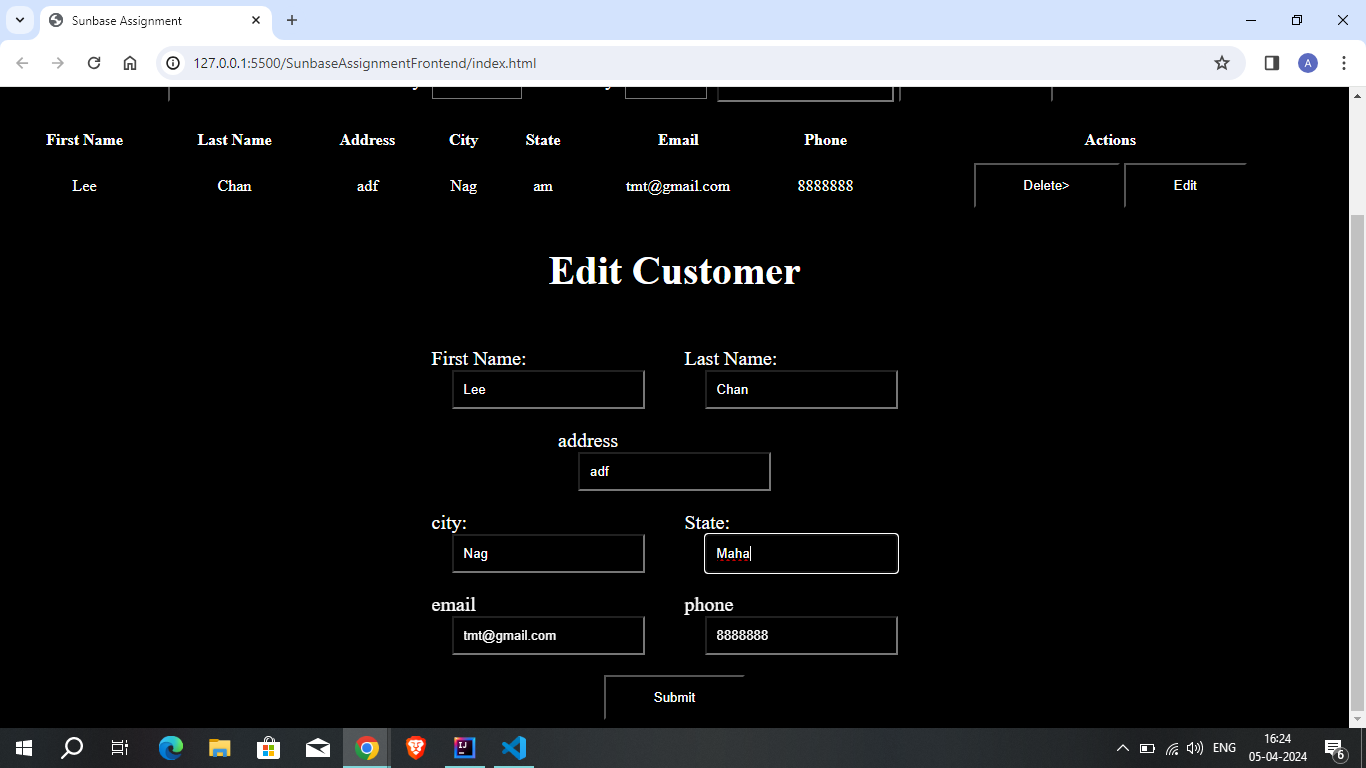 Sunbase Assignment
127.0.0.1:5500/SunbaseAssignmentFrontend/index.html
A
First Name Last Name Address City State Email Phone Actions
Lee Chan adf Nag am tmt@gmail.com 8888888 Delete> Edit
Edit Customer
First Name: Last Name:
Lee Chan
address
adf
city: State:
Nag Maha
email phone
tmt@gmail.com 8888888
Submit
ENG 16:24
05-04-2024 6